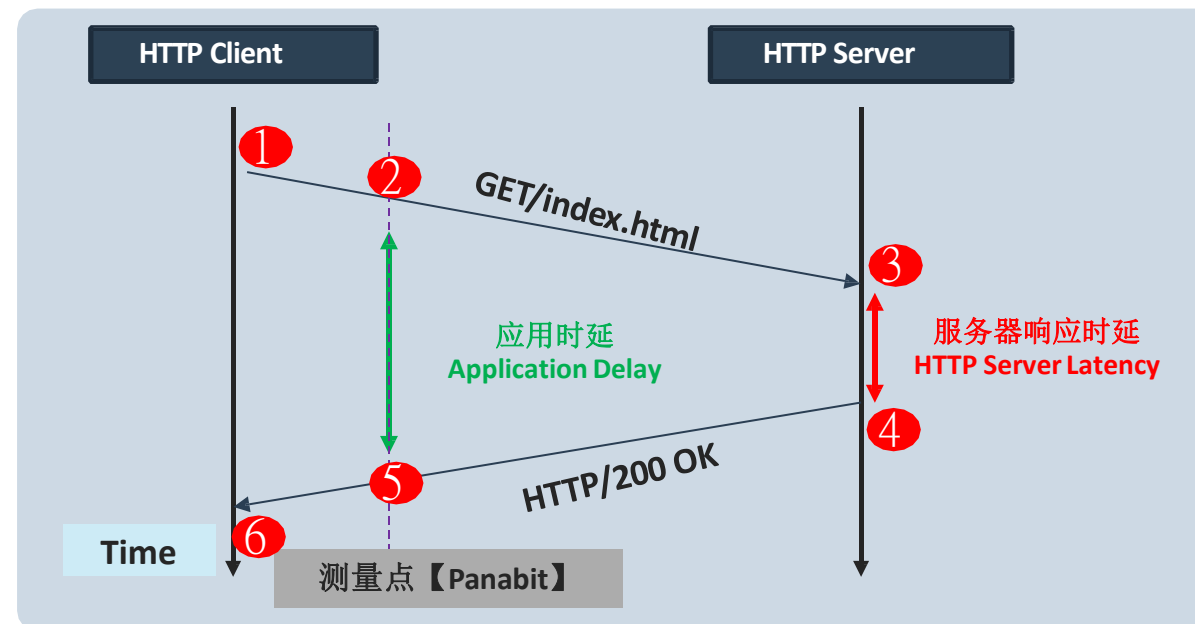 HTTP Client
HTTP Server
1
2
GET/index.html
3
应用时延
Application Delay
服务器响应时延
HTTP Server Latency
4
HTTP/200 OK
5
6
Time
测量点【Panabit】